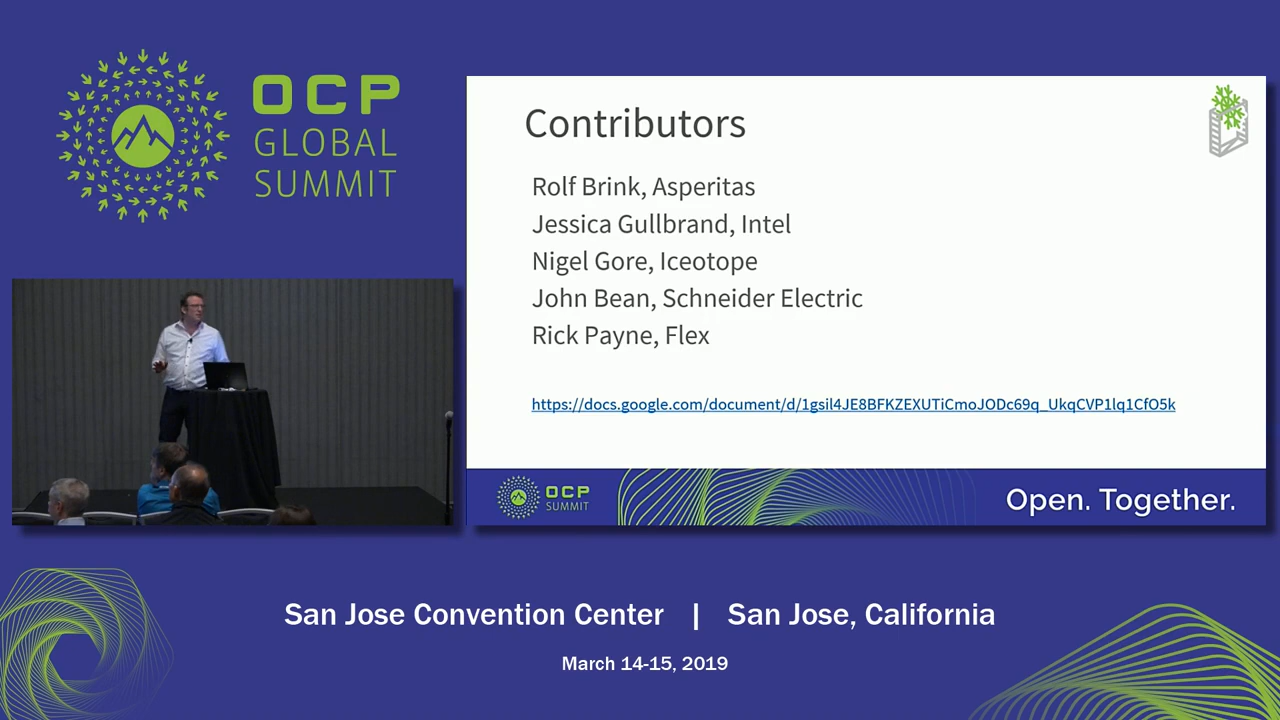 OCP
GLOBAL
SUMMIT
Contributors
Rolf Brink, Asperitas
Jessica Gullbrand, Intel
Nigel Gore, Iceotope
John Bean, Schneider Electric
Rick Payne, Flex
https://docs.google.com/document/d/1gsil4JE8BFKZEXUTiCmoJODc69q_UkqCVP1lq1CfO5k
OCP
SUMMIT
Open. Together.
San Jose Convention Center | San Jose, California
March 14-15, 2019